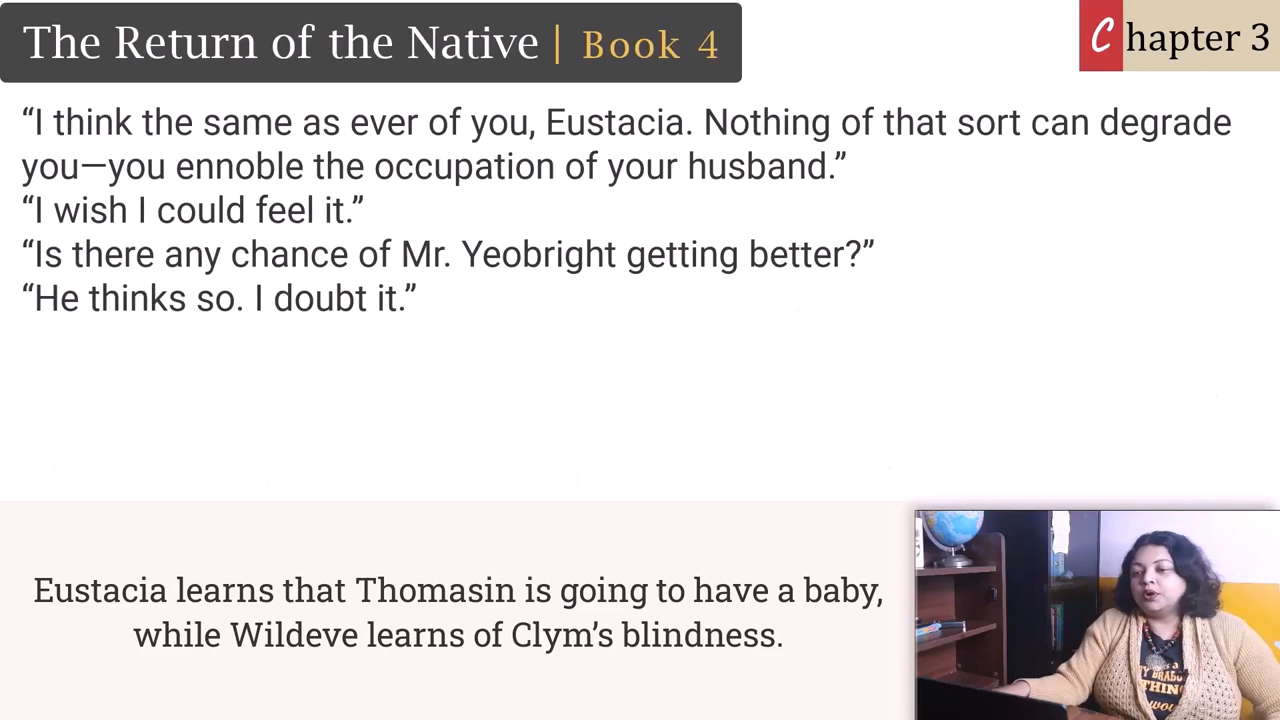 The Return of the Native | Book 4
Chapter 3
“I think the same as ever of you, Eustacia. Nothing of that sort can degrade
you—you ennoble the occupation of your husband.”
“I wish I could feel it.”
“Is there any chance of Mr. Yeobright getting better?”
“He thinks so. I doubt it.”
Eustacia learns that Thomasin is going to have a baby,
while Wildeve learns of Clym’s blindness.